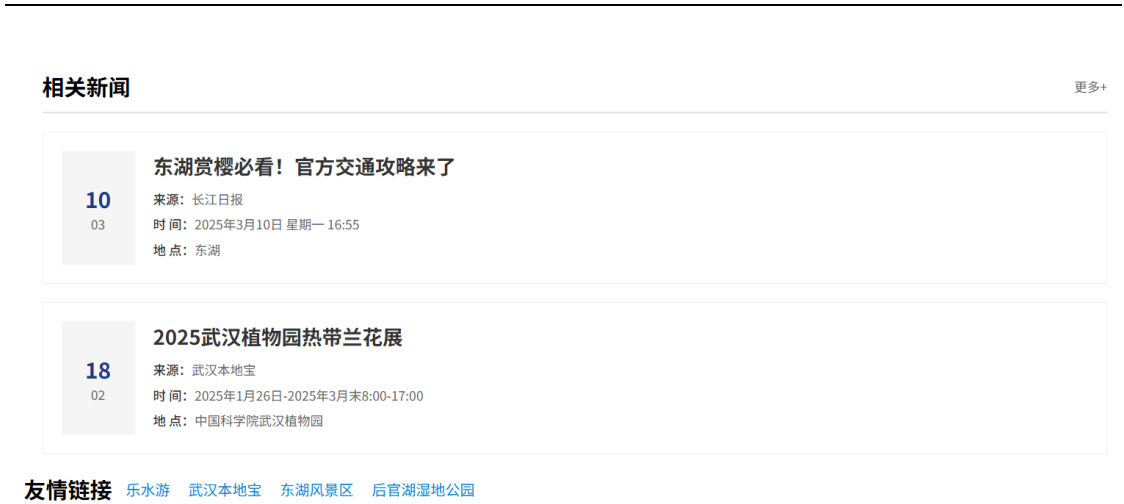 相关新闻 更多+
东湖赏樱必看！官方交通攻略来了
10
03
来源：长江日报
时 间：2025年3月10日 星期一 16:55
地 点：东湖
2025武汉植物园热带兰花展
18
02
来源：武汉本地宝
时 间：2025年1月26日-2025年3月末8:00-17:00
地 点：中国科学院武汉植物园
友情链接 乐水游 武汉本地宝 东湖风景区 后官湖湿地公园